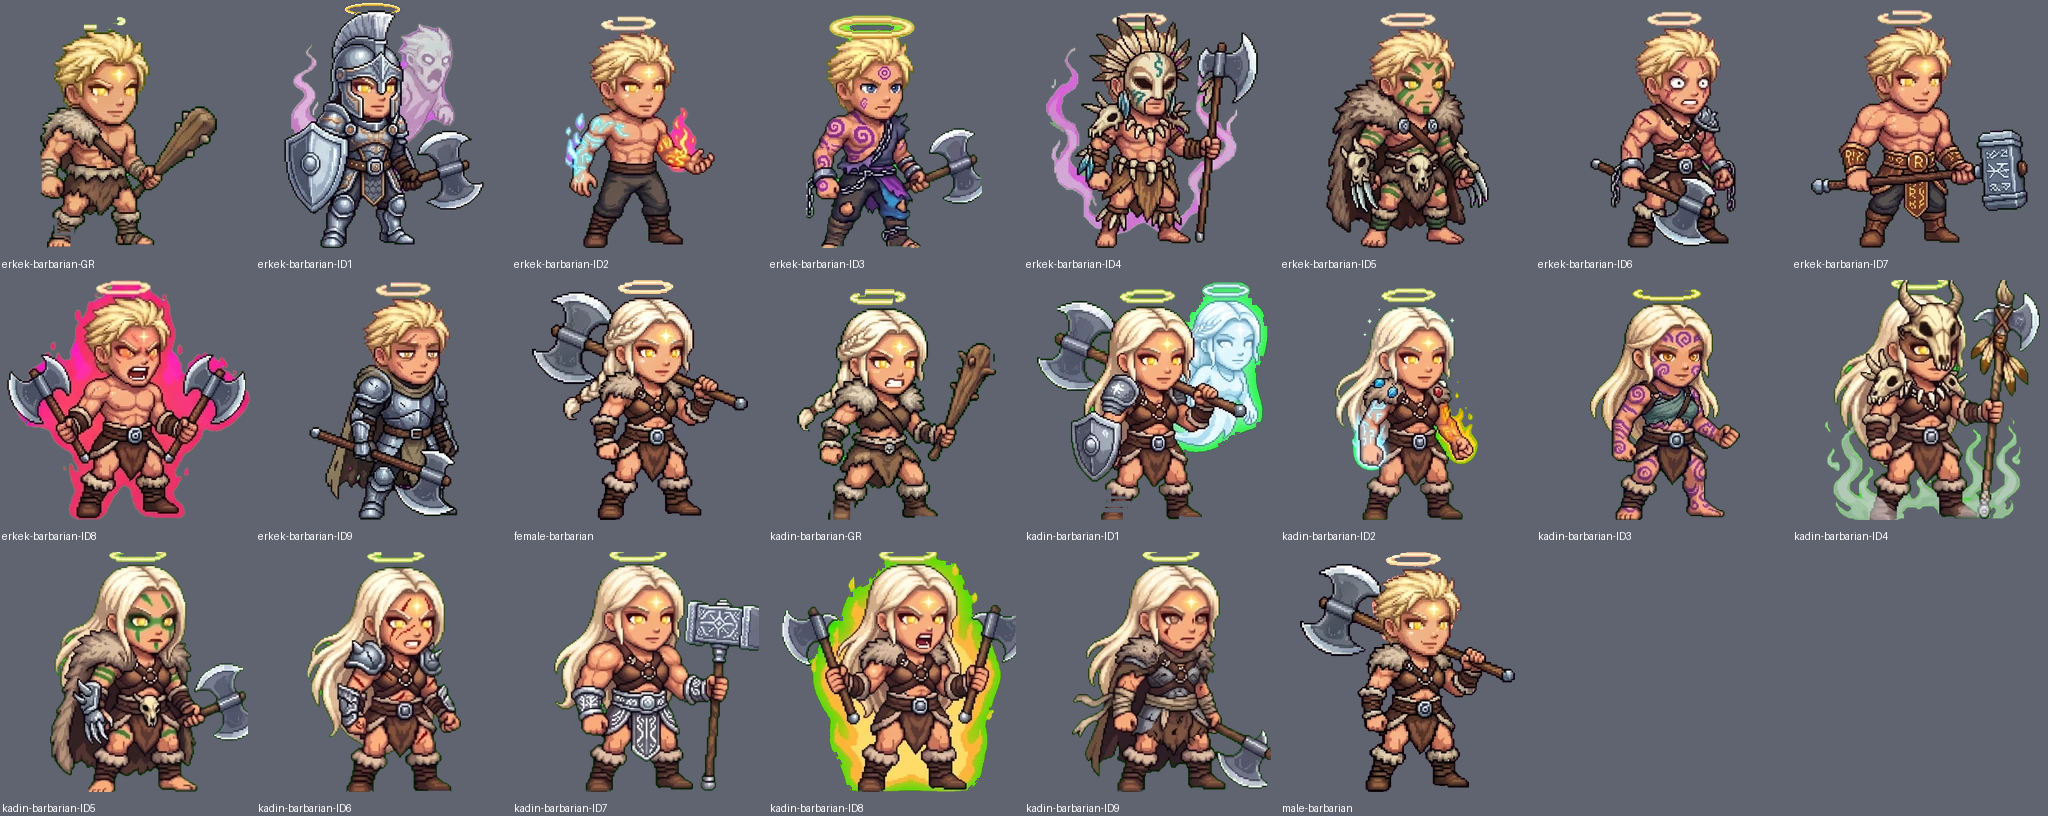 erkek-barbarian-GR
erkek-barbarian-ID1
erkek-barbarian-ID2
erkek-barbarian-ID3
erkek-barbarian-ID4
erkek-barbarian-ID5
erkek-barbarian-ID6
erkek-barbarian-ID7
erkek-barbarian-ID8
erkek-barbarian-ID9
female-barbarian
kadin-barbarian-GR
kadin-barbarian-ID1
kadin-barbarian-ID2
kadin-barbarian-ID3
kadin-barbarian-ID4
kadin-barbarian-ID5
kadin-barbarian-ID6
kadin-barbarian-ID7
kadin-barbarian-ID8
kadin-barbarian-ID9
male-barbarian